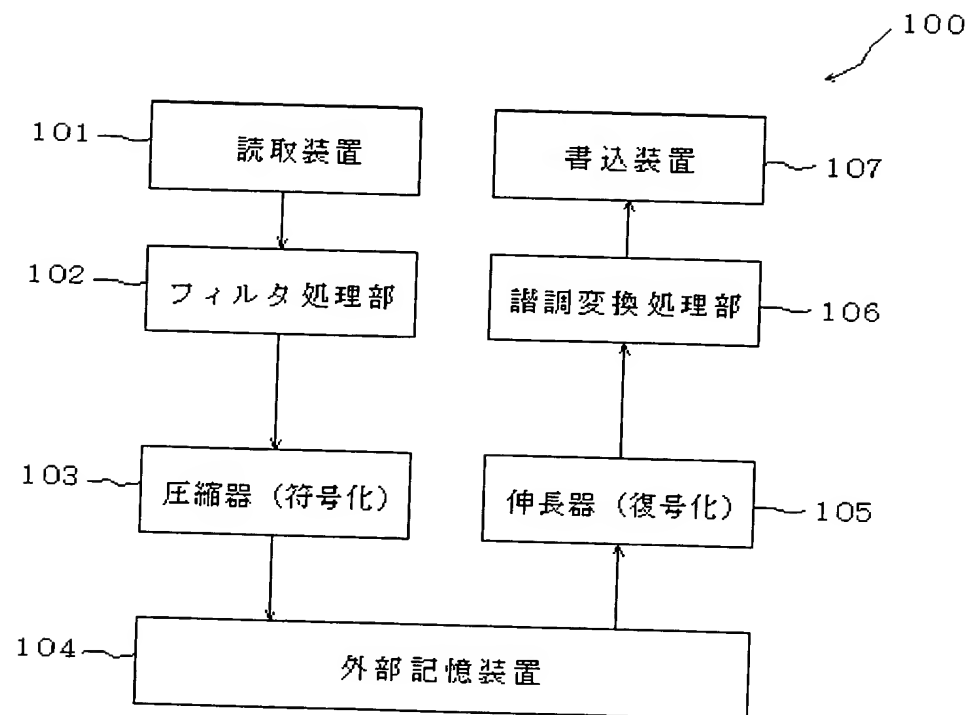 100
101
読取装置
書込装置
107
102
フィルタ処理部
諧調変換処理部
106
103
圧縮器（符号化）
伸長器（復号化）
105
104
外部記憶装置